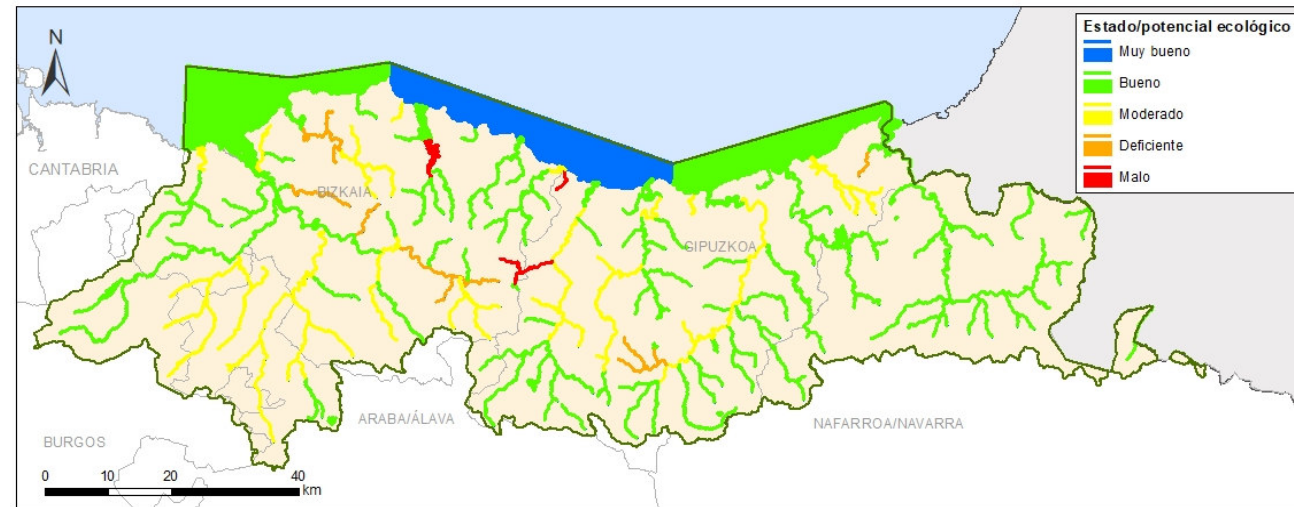 N
Estado/potencial ecológico
Muy bueno
Bueno
Moderado
Deficiente
Malo
CANTABRIA
BIZKAIA
GIPUZKOA
ARABA/ÁLAVA
NAFARROA/NAVARRA
BURGOS
0 10 20 40
km